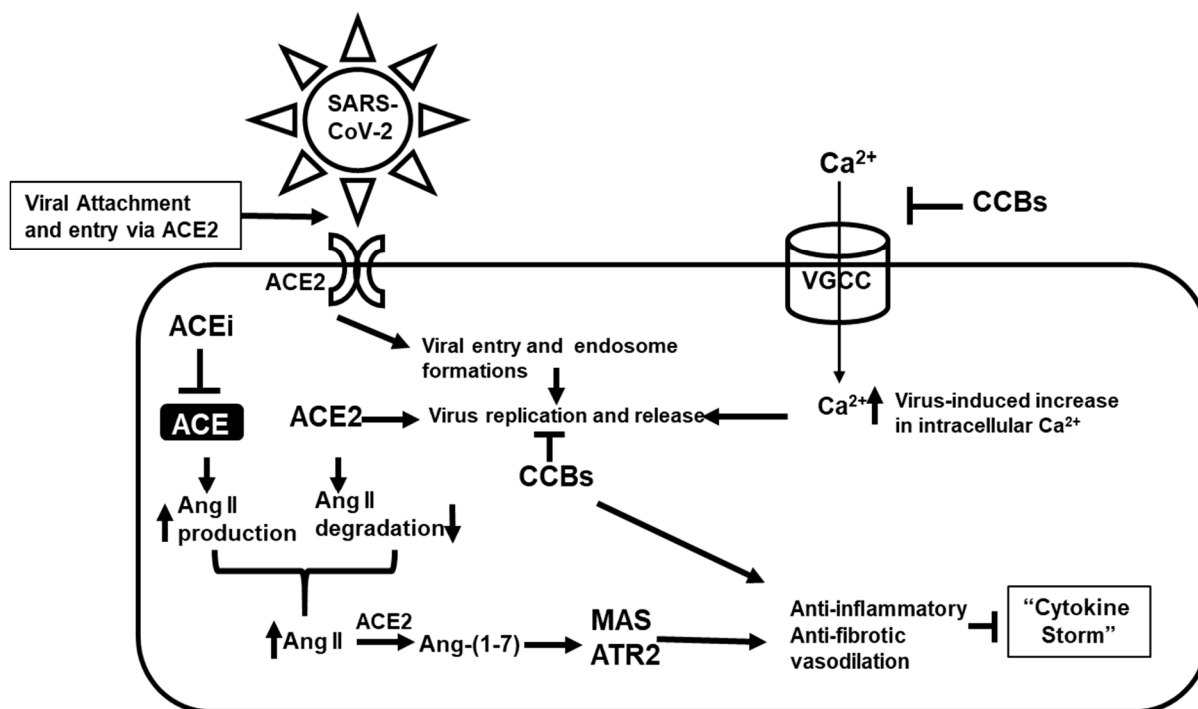 SARS-
CoV-2
Viral Attachment
and entry via ACE2
Ca²⁺
CCBs
ACE2
VGCC
ACEi
Viral entry and endosome
formations
ACE
ACE2
Virus replication and release
Ca²⁺
Virus-induced increase
in intracellular Ca²⁺
CCBs
Ang II
production
Ang II
degradation
Ang II
ACE2
Ang-(1-7)
MAS
ATR2
Anti-inflammatory
Anti-fibrotic
vasodilation
“Cytokine
Storm”